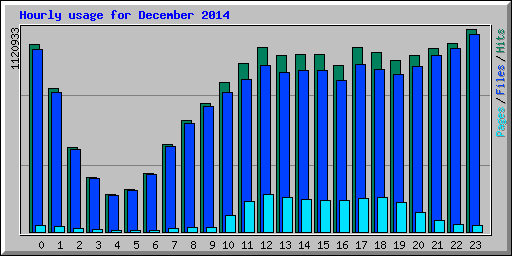 Hourly usage for December 2014
1120933
Pages / Files / Hits
0 1 2 3 4 5 6 7 8 9 10 11 12 13 14 15 16 17 18 19 20 21 22 23